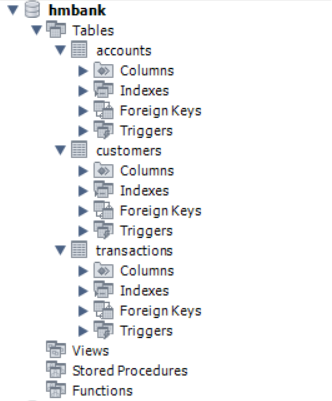 hmbank
Tables
accounts
Columns
Indexes
Foreign Keys
Triggers
customers
Columns
Indexes
Foreign Keys
Triggers
transactions
Columns
Indexes
Foreign Keys
Triggers
Views
Stored Procedures
Functions